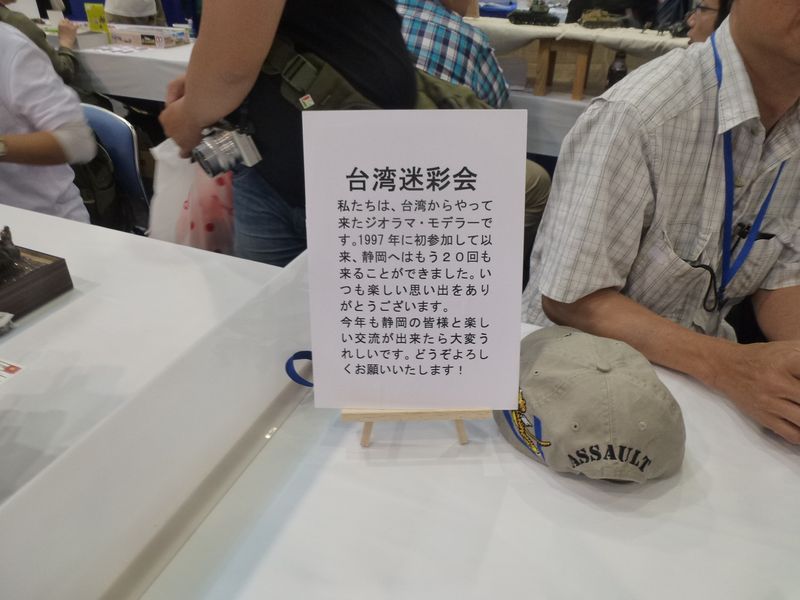 台湾迷彩会
私たちは、台湾からやって
来たジオラマ・モデラーで
す。1997 年に初参加して以
来、静岡へはもう２０回も
来ることができました。い
つも楽しい思い出をあり
がとうございます。
今年も静岡の皆様と楽し
い交流が出来たら大変う
れしいです。どうぞよろし
くお願いいたします！
ASSAULT